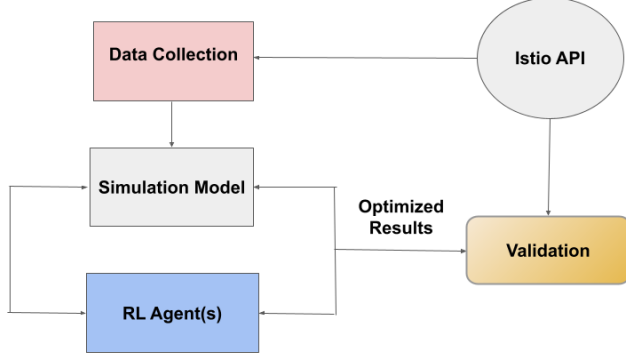 Data Collection
Istio API
Simulation Model
Optimized
Results
Validation
RL Agent(s)